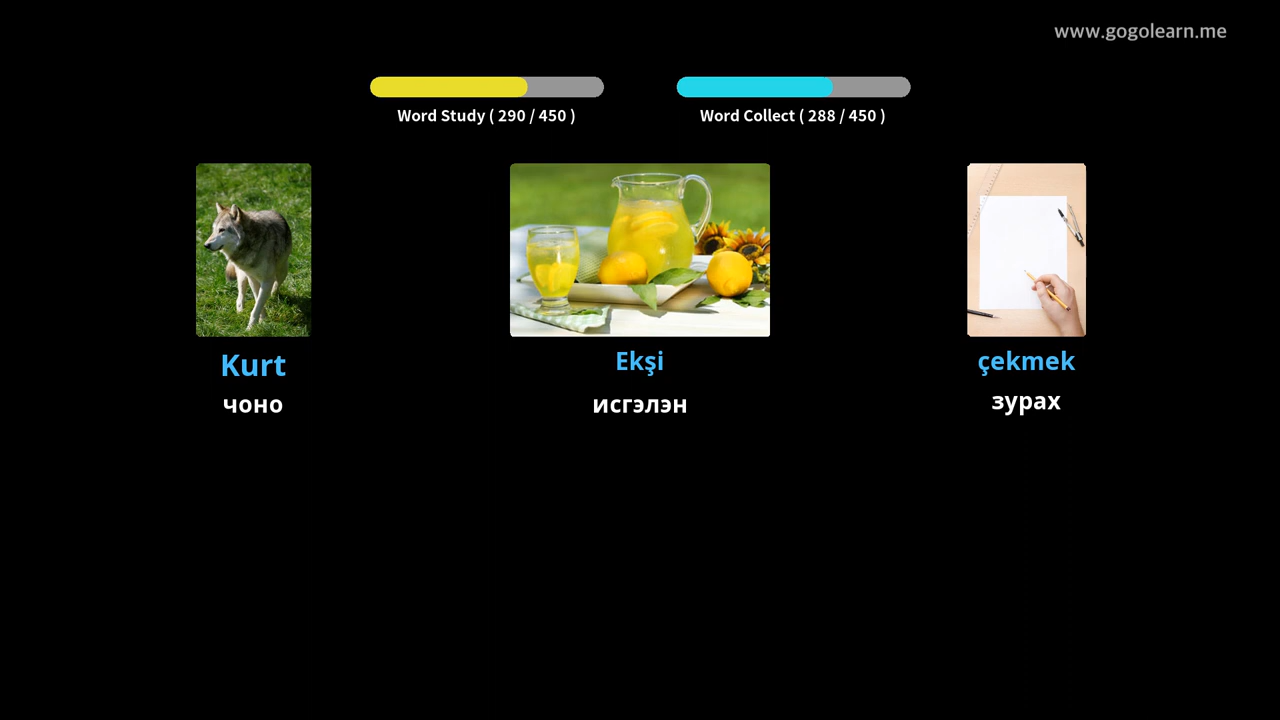 www.gogolearn.me
Word Study ( 290 / 450 )
Word Collect ( 288 / 450 )
Kurt
чоно
Ekşi
исгэлэн
çekmek
зурах